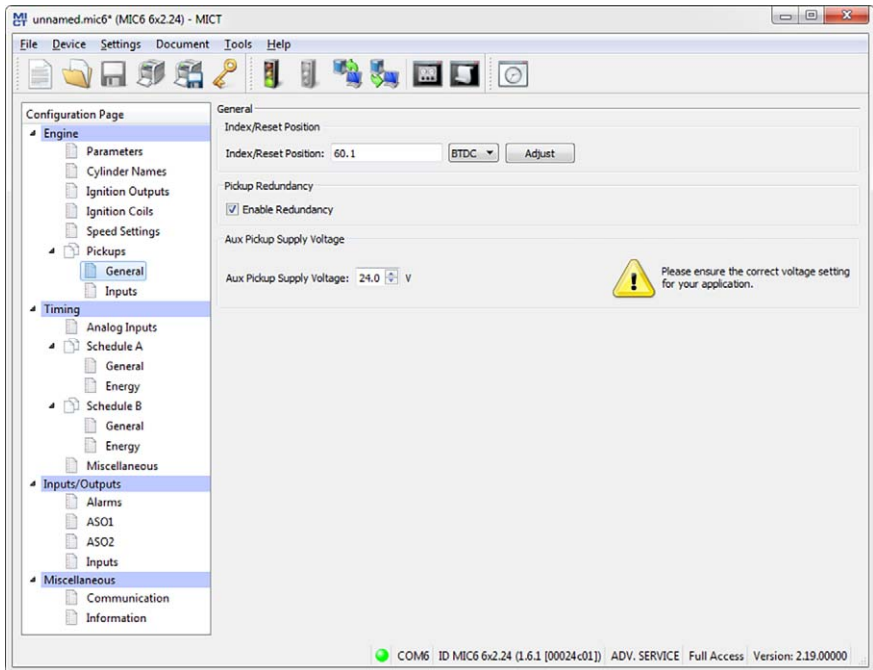 unnamed.mic6* (MIC6 6x2.24) - MICT
File Device Settings Document Tools Help
Configuration Page
Engine
Parameters
Cylinder Names
Ignition Outputs
Ignition Coils
Speed Settings
Pickups
General
Inputs
Timing
Analog Inputs
Schedule A
General
Energy
Schedule B
General
Energy
Miscellaneous
Inputs/Outputs
Alarms
ASO1
ASO2
Inputs
Miscellaneous
Communication
Information
General
Index/Reset Position
Index/Reset Position: 60.1 BTDC Adjust
Pickup Redundancy
Enable Redundancy
Aux Pickup Supply Voltage
Aux Pickup Supply Voltage: 24.0 V
Please ensure the correct voltage setting
for your application.
COM6 ID MIC6 6x2.24 (1.6.1 [00024c01]) ADV. SERVICE Full Access Version: 2.19.00000